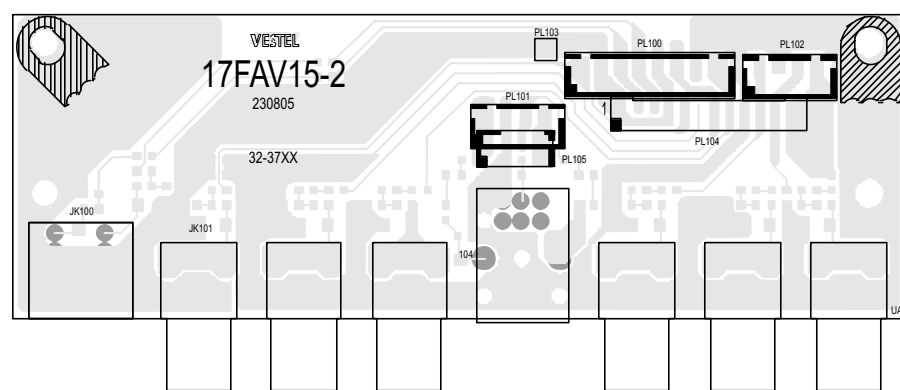 VESTEL
PL103
PL100
PL102
17FAV15-2
230805
PL101
1
PL104
32-37XX
PL105
JK100
JK101
104
UA